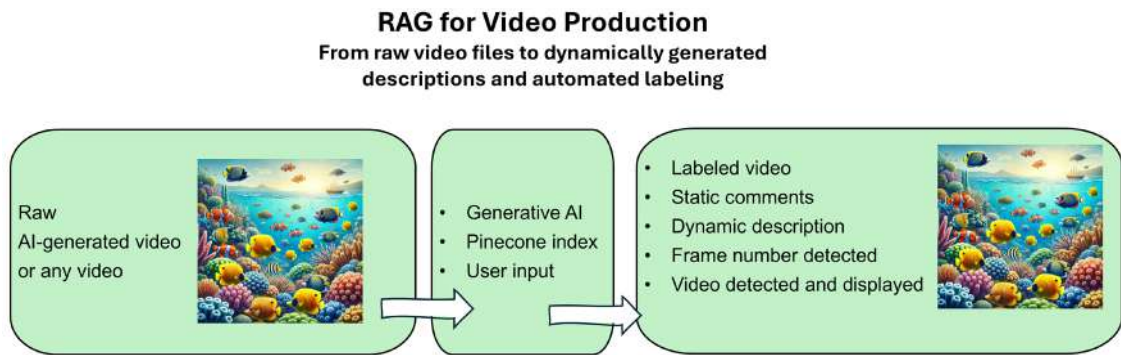 RAG for Video Production
From raw video files to dynamically generated
descriptions and automated labeling
Raw
AI-generated video
or any video
• Generative AI
• Pinecone index
• User input
• Labeled video
• Static comments
• Dynamic description
• Frame number detected
• Video detected and displayed